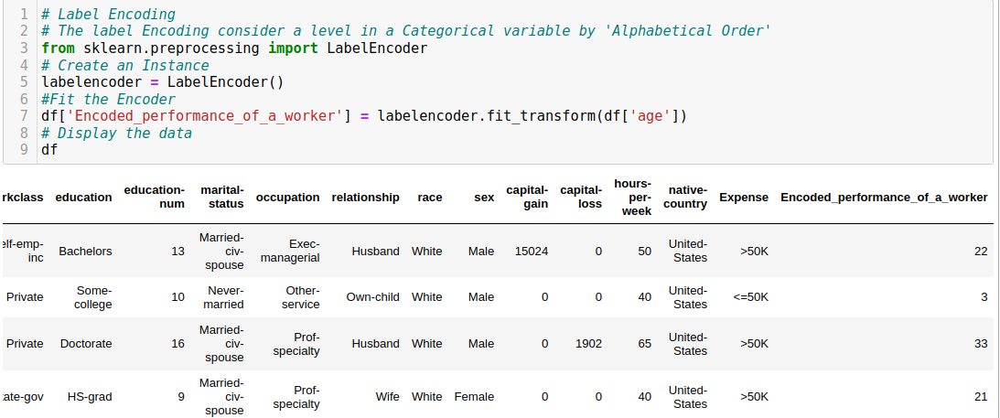 1 # Label Encoding
2 # The label Encoding consider a level in a Categorical variable by 'Alphabetical Order'
3 from sklearn.preprocessing import LabelEncoder
4 # Create an Instance
5 labelencoder = LabelEncoder()
6 #Fit the Encoder
7 df['Encoded_performance_of_a_worker'] = labelencoder.fit_transform(df['age'])
8 # Display the data
9 df
rkclass education education-num marital-status occupation relationship race sex capital-gain capital-loss hours-per-week native-country Expense Encoded_performance_of_a_worker
elf-emp-inc Bachelors 13 Married-civ-spouse Exec-managerial Husband White Male 15024 0 50 United-States >50K 22
Private Some-college 10 Never-married Other-service Own-child White Male 0 0 40 United-States <=50K 3
Private Doctorate 16 Married-civ-spouse Prof-specialty Husband White Male 0 1902 65 United-States >50K 33
tate-gov HS-grad 9 Married-civ-spouse Prof-specialty Wife White Female 0 0 40 United-States >50K 21